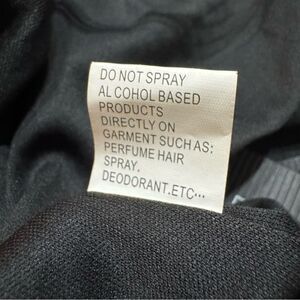 DO NOT SPRAY
AL COHOL BASED
PRODUCTS
DIRECTLY ON
GARMENT SUCH AS:
PERFUME HAIR
SPRAY.
DEODORANT.ETC···